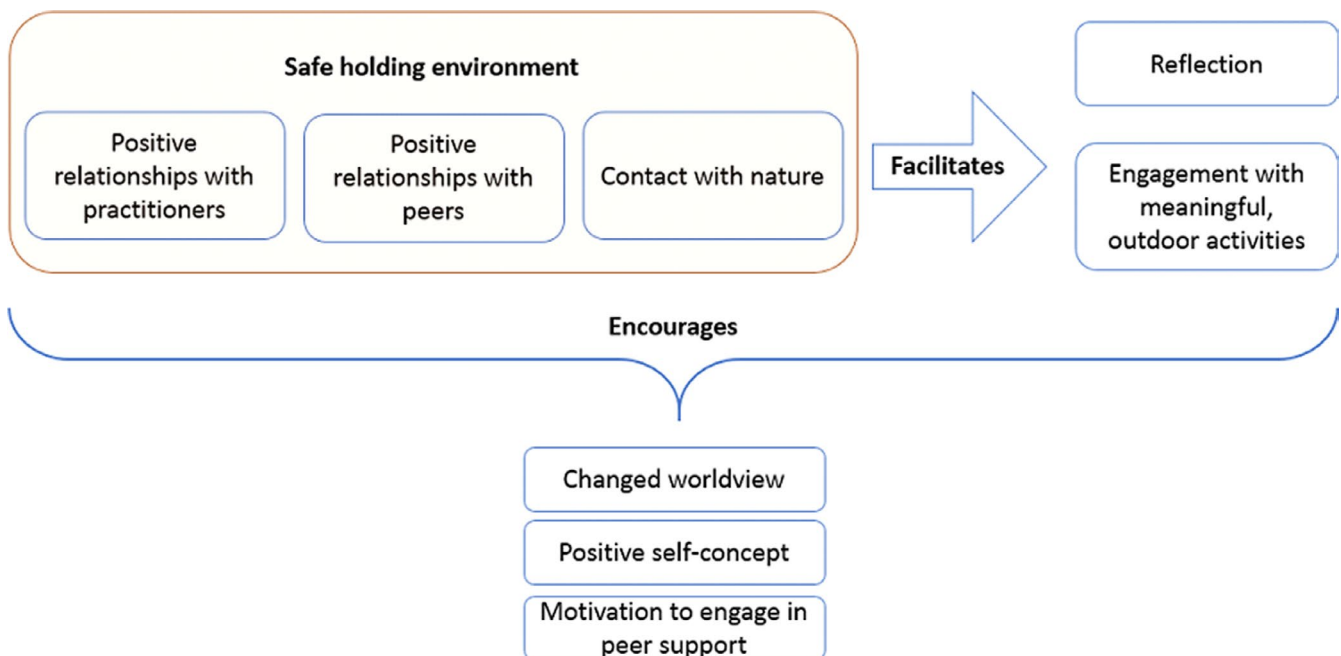 Safe holding environment
Positive
relationships with
practitioners
Positive
relationships with
peers
Contact with nature
Facilitates
Reflection
Engagement with
meaningful,
outdoor activities
Encourages
Changed worldview
Positive self-concept
Motivation to engage in
peer support